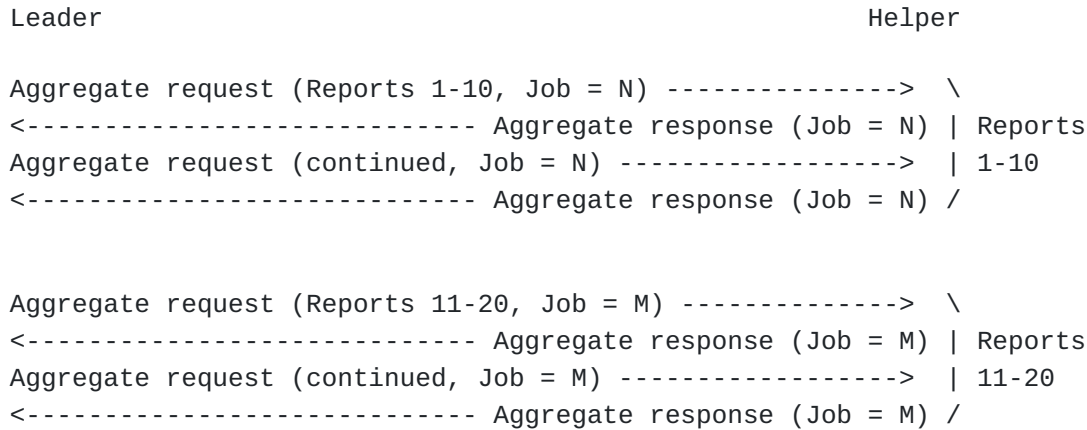 Leader                                                 Helper

Aggregate request (Reports 1-10, Job = N) --------------->  \
<----------------------------- Aggregate response (Job = N) | Reports
Aggregate request (continued, Job = N) ------------------>  | 1-10
<----------------------------- Aggregate response (Job = N) /


Aggregate request (Reports 11-20, Job = M) -------------->  \
<----------------------------- Aggregate response (Job = M) | Reports
Aggregate request (continued, Job = M) ------------------>  | 11-20
<----------------------------- Aggregate response (Job = M) /